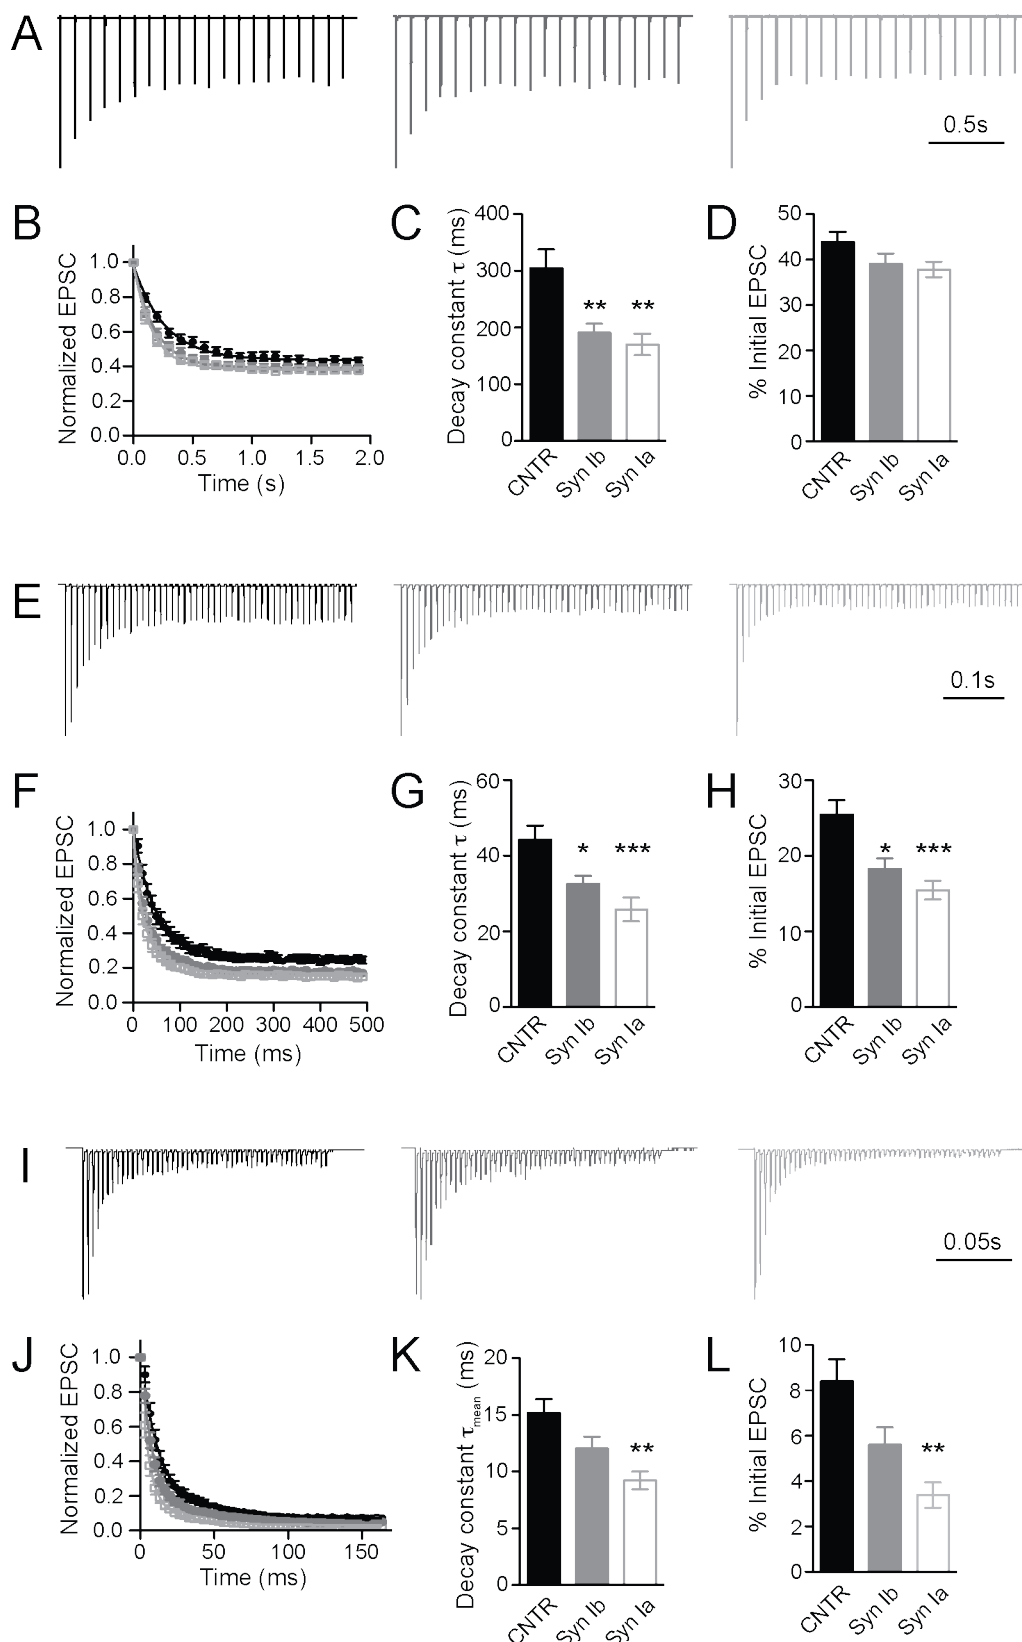 A
0.5s
B
Normalized EPSC
1.0
0.8
0.6
0.4
0.2
0.0
0.0 0.5 1.0 1.5 2.0
Time (s)
C
Decay constant τ (ms)
400
300
200
100
0
** **
CNTR Syn Ib Syn Ia
D
% Initial EPSC
50
40
30
20
10
0
CNTR Syn Ib Syn Ia
E
0.1s
F
Normalized EPSC
1.0
0.8
0.6
0.4
0.2
0.0
0 100 200 300 400 500
Time (ms)
G
Decay constant τ (ms)
60
40
20
0
* ***
CNTR Syn Ib Syn Ia
H
% Initial EPSC
30
20
10
0
* ***
CNTR Syn Ib Syn Ia
I
0.05s
J
Normalized EPSC
1.0
0.8
0.6
0.4
0.2
0.0
0 50 100 150
Time (ms)
K
Decay constant τmean (ms)
20
15
10
5
0
**
CNTR Syn Ib Syn Ia
L
% Initial EPSC
10
8
6
4
2
0
**
CNTR Syn Ib Syn Ia